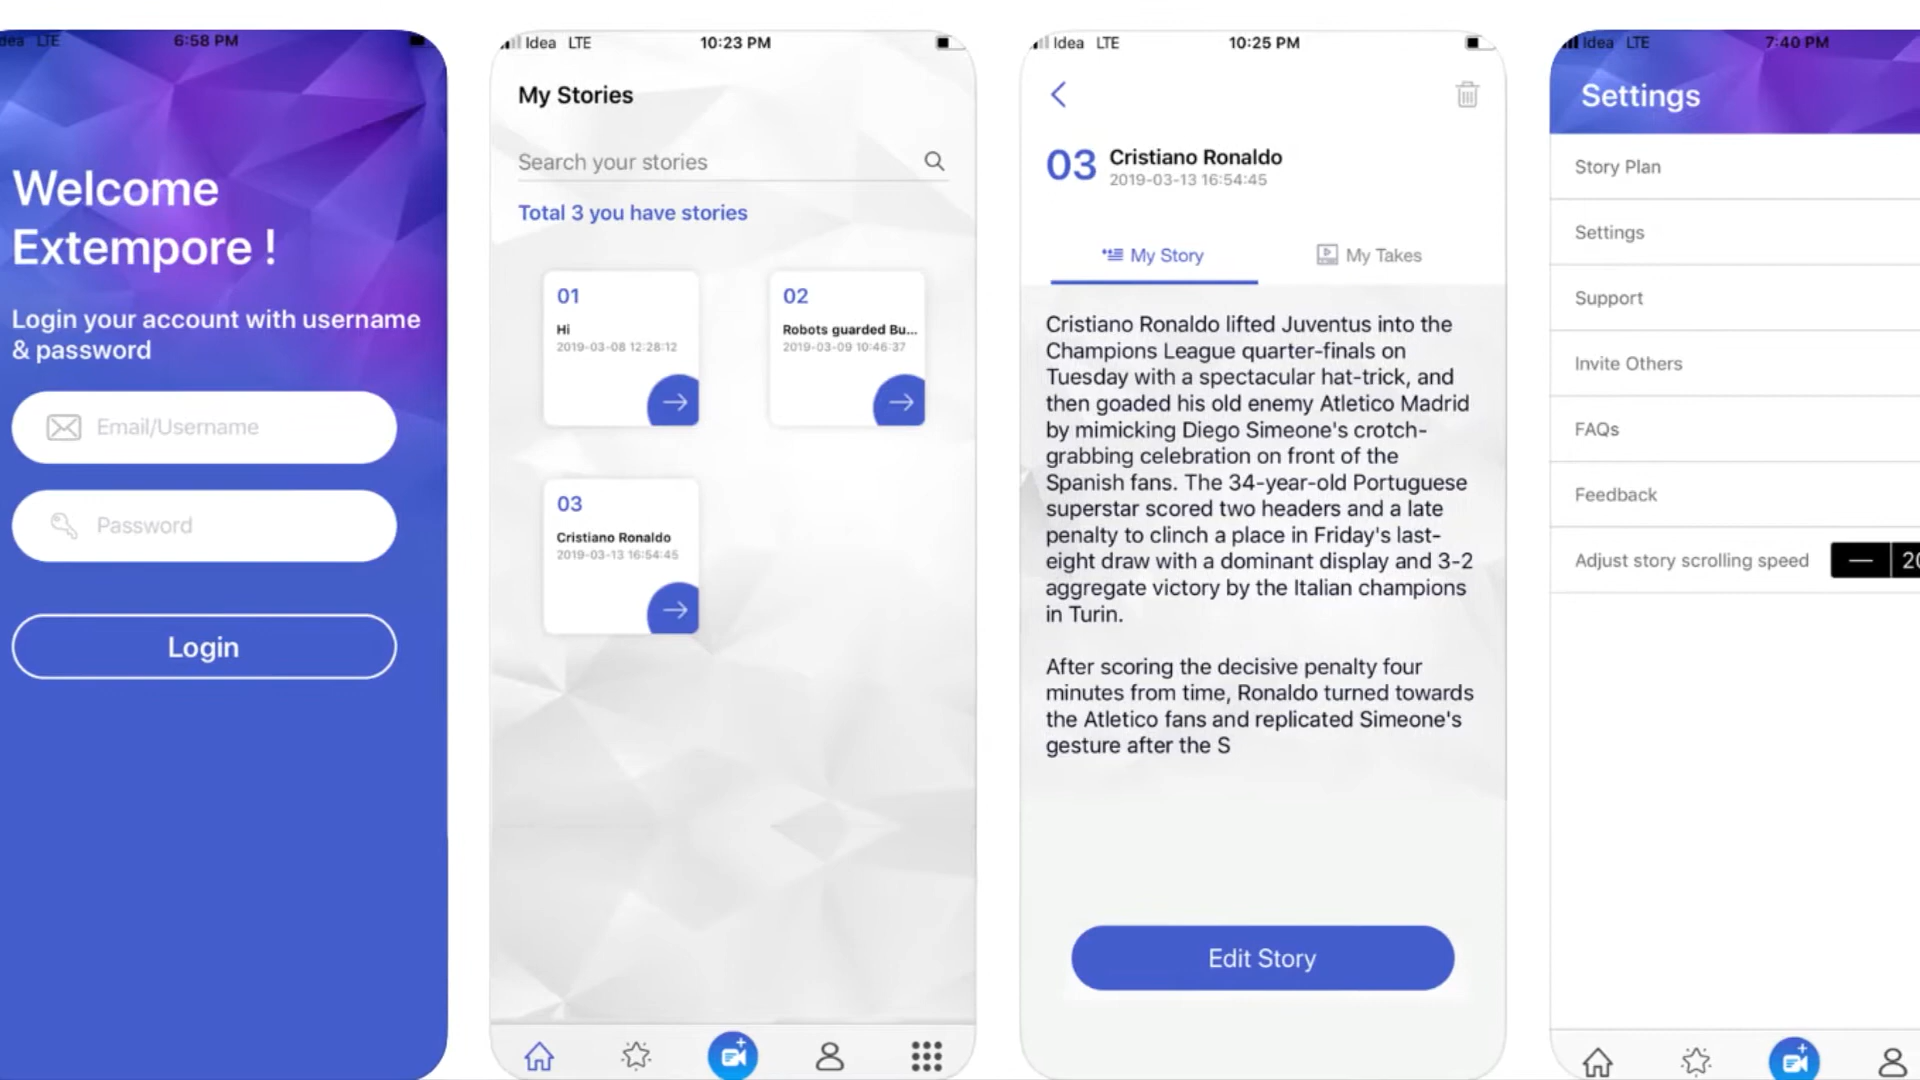 Idea LTE 6:58 PM
Welcome
Extempore !
Login your account with username
& password
Email/Username
Password
Login
Idea LTE 10:23 PM
My Stories
Search your stories
Total 3 you have stories
01
Hi
2019-03-08 12:28:12
02
Robots guarded Bu...
2019-03-09 10:46:37
03
Cristiano Ronaldo
2019-03-13 16:54:45
Idea LTE 10:25 PM
03 Cristiano Ronaldo
2019-03-13 16:54:45
My Story My Takes
Cristiano Ronaldo lifted Juventus into the
Champions League quarter-finals on
Tuesday with a spectacular hat-trick, and
then goaded his old enemy Atletico Madrid
by mimicking Diego Simeone's crotch-
grabbing celebration on front of the
Spanish fans. The 34-year-old Portuguese
superstar scored two headers and a late
penalty to clinch a place in Friday's last-
eight draw with a dominant display and 3-2
aggregate victory by the Italian champions
in Turin.
After scoring the decisive penalty four
minutes from time, Ronaldo turned towards
the Atletico fans and replicated Simeone's
gesture after the S
Edit Story
Idea LTE 7:40 PM
Settings
Story Plan
Settings
Support
Invite Others
FAQs
Feedback
Adjust story scrolling speed — 20